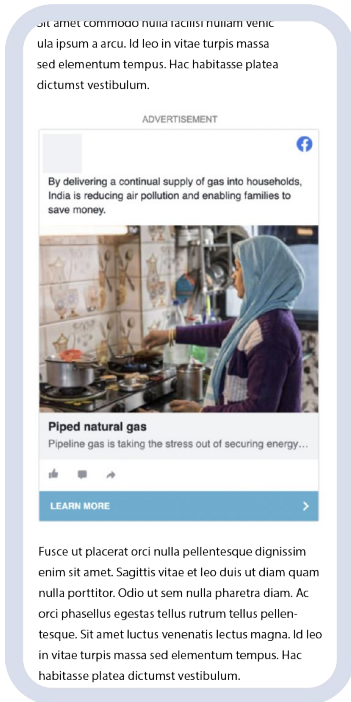 Sit amet commodo nulla facilisi nullam venic
ula ipsum a arcu. Id leo in vitae turpis massa
sed elementum tempus. Hac habitasse platea
dictumst vestibulum.
ADVERTISEMENT
By delivering a continual supply of gas into households,
India is reducing air pollution and enabling families to
save money.
Piped natural gas
Pipeline gas is taking the stress out of securing energy...
LEARN MORE
Fusce ut placerat orci nulla pellentesque dignissim
enim sit amet. Sagittis vitae et leo duis ut diam quam
nulla porttitor. Odio ut sem nulla pharetra diam. Ac
orci phasellus egestas tellus rutrum tellus pellen-
tesque. Sit amet luctus venenatis lectus magna. Id leo
in vitae turpis massa sed elementum tempus. Hac
habitasse platea dictumst vestibulum.